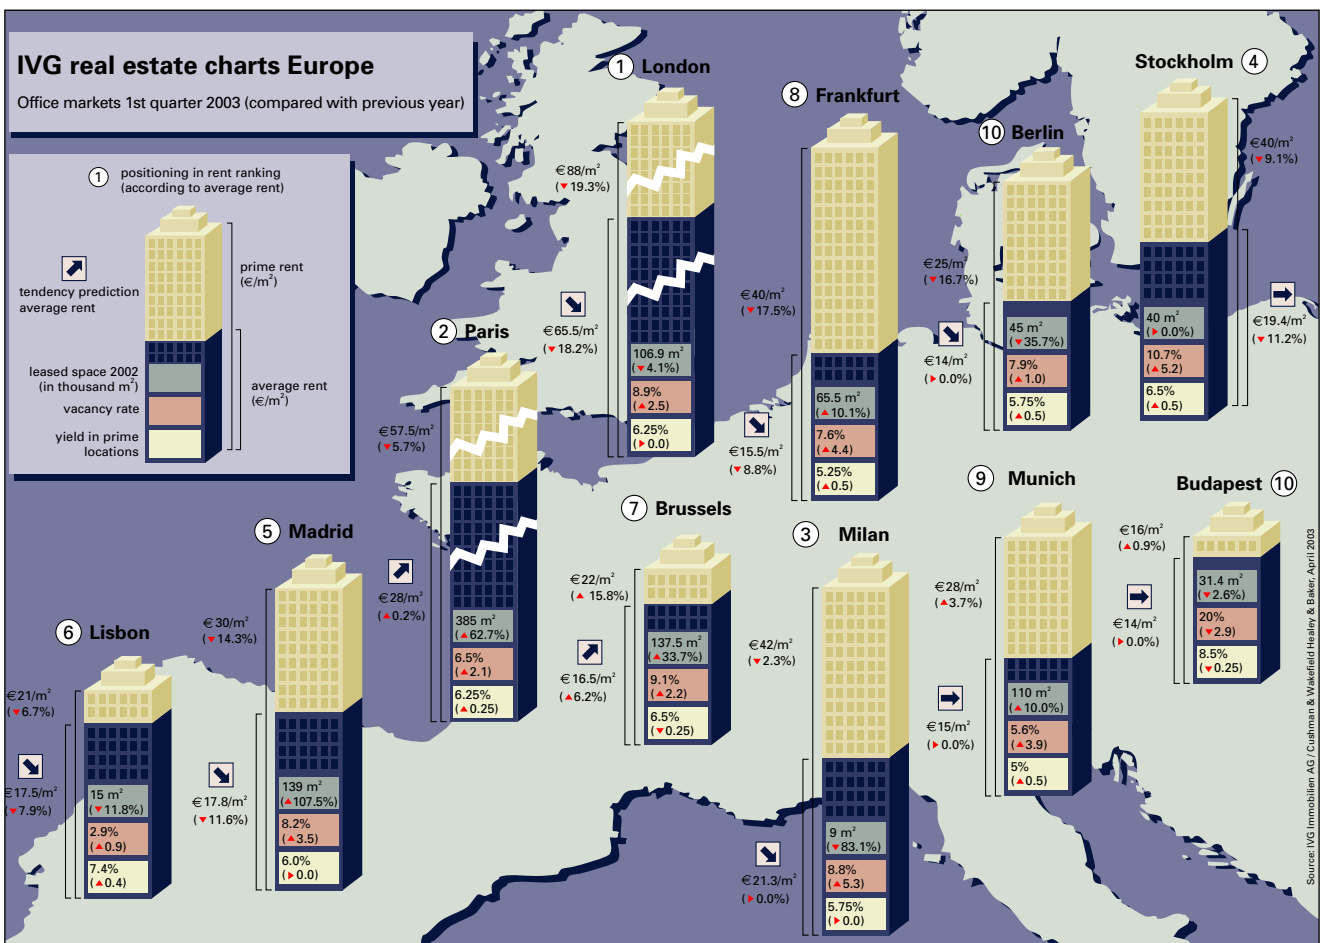 IVG real estate charts Europe
Office markets 1st quarter 2003 (compared with previous year)
1 positioning in rent ranking
(according to average rent)
tendency prediction
average rent
prime rent
(€/m²)
leased space 2002
(in thousand m²)
average rent
(€/m²)
vacancy rate
yield in prime
locations
1 London
€88/m²
(▼19.3%)
€65.5/m²
(▼18.2%)
106.9 m²
(▼4.1%)
8.9%
(▲2.5)
6.25%
(▶0.0)
2 Paris
€57.5/m²
(▼5.7%)
€28/m²
(▲0.2%)
385 m²
(▲62.7%)
6.5%
(▲2.1)
6.25%
(▲0.25)
8 Frankfurt
€40/m²
(▼17.5%)
€15.5/m²
(▼8.8%)
65.5 m²
(▲10.1%)
7.6%
(▲4.4)
5.25%
(▲0.5)
10 Berlin
€25/m²
(▼16.7%)
€14/m²
(▶0.0%)
45 m²
(▼35.7%)
7.9%
(▲1.0)
5.75%
(▲0.5)
Stockholm 4
€40/m²
(▼9.1%)
€19.4/m²
(▼11.2%)
40 m²
(▶0.0%)
10.7%
(▲5.2)
6.5%
(▲0.5)
6 Lisbon
€21/m²
(▼6.7%)
€17.5/m²
(▼7.9%)
15 m²
(▼11.8%)
2.9%
(▲0.9)
7.4%
(▲0.4)
5 Madrid
€30/m²
(▼14.3%)
€17.8/m²
(▼11.6%)
139 m²
(▲107.5%)
8.2%
(▲3.5)
6.0%
(▶0.0)
7 Brussels
€22/m²
(▲ 15.8%)
€16.5/m²
(▲6.2%)
137.5 m²
(▲33.7%)
9.1%
(▲2.2)
6.5%
(▼0.25)
3 Milan
€42/m²
(▼2.3%)
€21.3/m²
(▶0.0%)
9 m²
(▼83.1%)
8.8%
(▲5.3)
5.75%
(▶0.0)
9 Munich
€28/m²
(▲3.7%)
€15/m²
(▶0.0%)
110 m²
(▲10.0%)
5.6%
(▲3.9)
5%
(▲0.5)
Budapest 10
€16/m²
(▲0.9%)
€14/m²
(▶0.0%)
31.4 m²
(▼2.6%)
20%
(▼2.9)
8.5%
(▼0.25)
Source: IVG Immobilien AG / Cushman & Wakefield Healey & Baker, April 2003